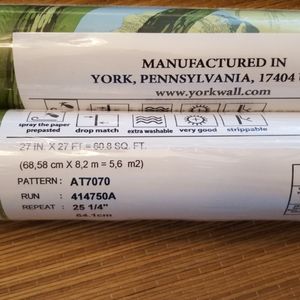 MANUFACTURED IN
YORK, PENNSYLVANIA, 17404
www.yorkwall.com
spray the paper prepasted
drop match
extra washable
very good
strippable
27 IN. X 27 FT = 60.8 SQ. FT.
(68,58 cm X 8,2 m = 5,6 m2)
PATTERN: AT7070
RUN : 414750A
REPEAT : 25 1/4"
64.1cm